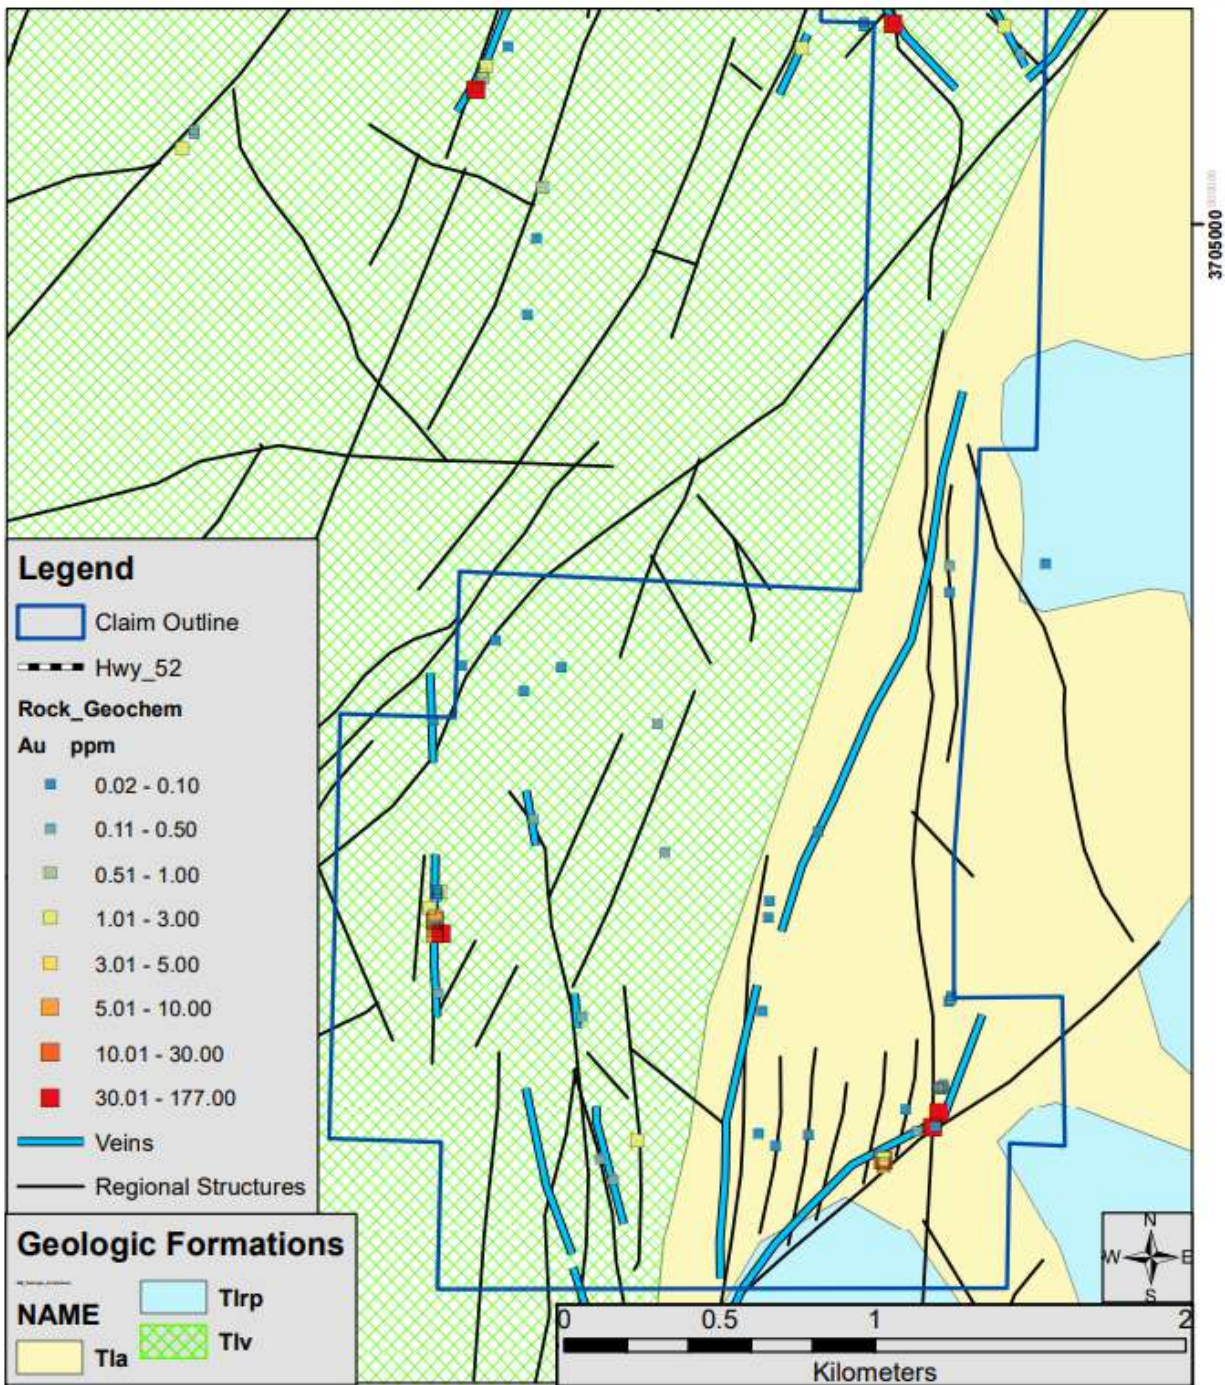 3705000
Legend
Claim Outline
Hwy_52
Rock_Geochem
Au ppm
0.02 - 0.10
0.11 - 0.50
0.51 - 1.00
1.01 - 3.00
3.01 - 5.00
5.01 - 10.00
10.01 - 30.00
30.01 - 177.00
Veins
Regional Structures
Geologic Formations
NAME
Tla
Tlrp
Tlv
N
W E
S
0 0.5 1 2
Kilometers